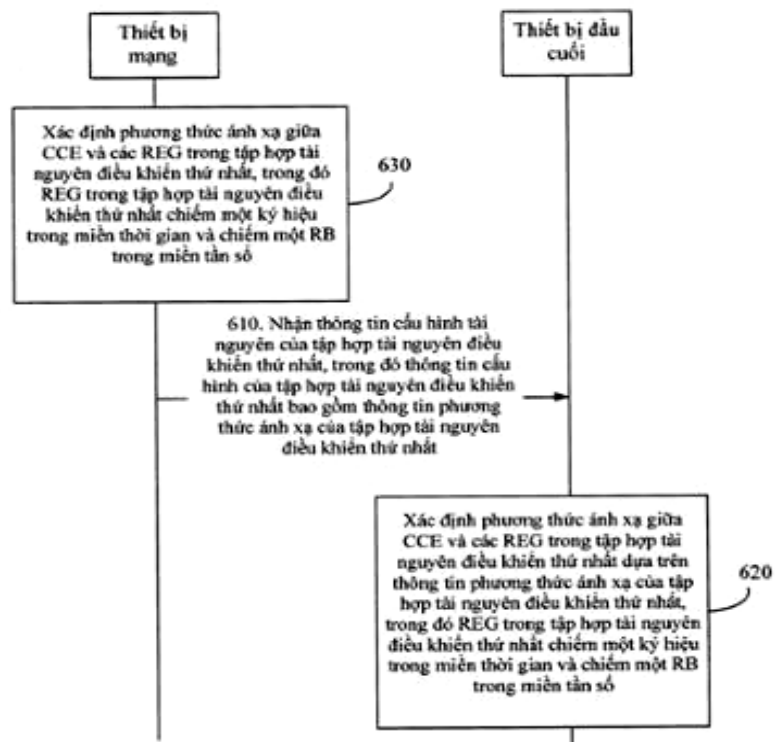 Thiết bị
mạng
Thiết bị đầu
cuối
Xác định phương thức ánh xạ giữa
CCE và các REG trong tập hợp tài
nguyên điều khiển thứ nhất, trong đó
REG trong tập hợp tài nguyên điều
khiển thứ nhất chiếm một ký hiệu
trong miền thời gian và chiếm một RB
trong miền tần số
630
610. Nhận thông tin cấu hình tài
nguyên của tập hợp tài nguyên điều
khiển thứ nhất, trong đó thông tin cấu
hình của tập hợp tài nguyên điều khiển
thứ nhất bao gồm thông tin phương
thức ánh xạ của tập hợp tài nguyên
điều khiển thứ nhất
Xác định phương thức ánh xạ giữa
CCE và các REG trong tập hợp tài
nguyên điều khiển thứ nhất dựa trên
thông tin phương thức ánh xạ của tập
hợp tài nguyên điều khiển thứ nhất,
trong đó REG trong tập hợp tài nguyên
điều khiển thứ nhất chiếm một ký hiệu
trong miền thời gian và chiếm một RB
trong miền tần số
620